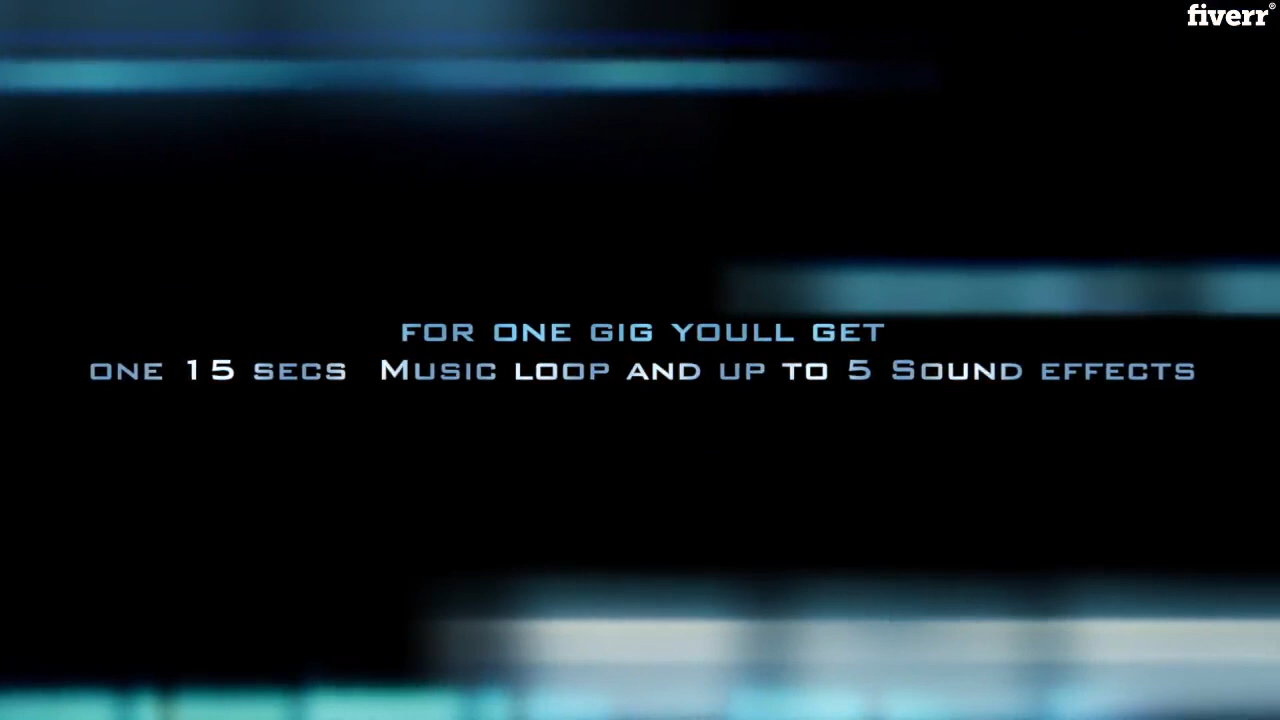 fiverr®
FOR ONE GIG YOULL GET
ONE 15 SECS MUSIC LOOP AND UP TO 5 SOUND EFFECTS